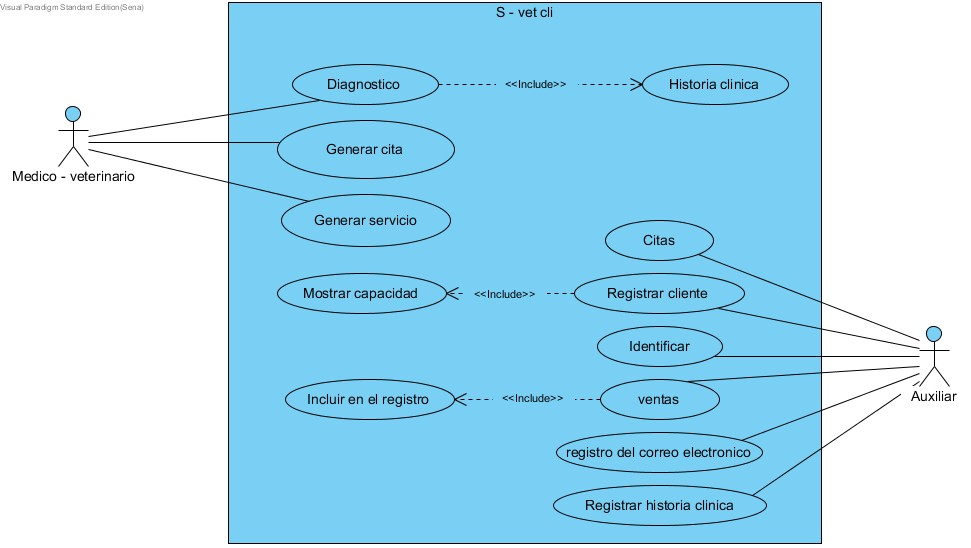 Visual Paradigm Standard Edition(Sena)
S - vet cli
Diagnostico
<<Include>>
Historia clinica
Generar cita
Medico - veterinario
Generar servicio
Citas
Mostrar capacidad
<<Include>>
Registrar cliente
Identificar
Incluir en el registro
<<Include>>
ventas
Auxiliar
registro del correo electronico
Registrar historia clinica